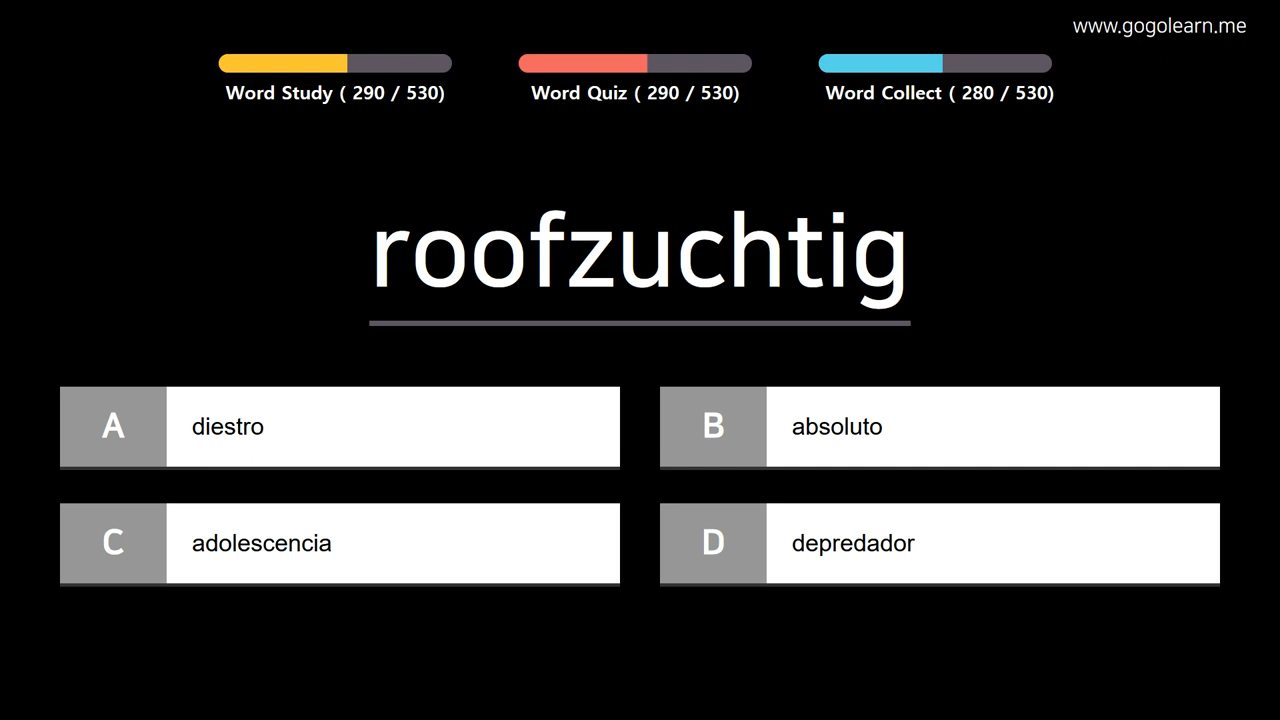 www.gogolearn.me
Word Study ( 290 / 530)
Word Quiz ( 290 / 530)
Word Collect ( 280 / 530)
roofzuchtig
A diestro
B absoluto
C adolescencia
D depredador